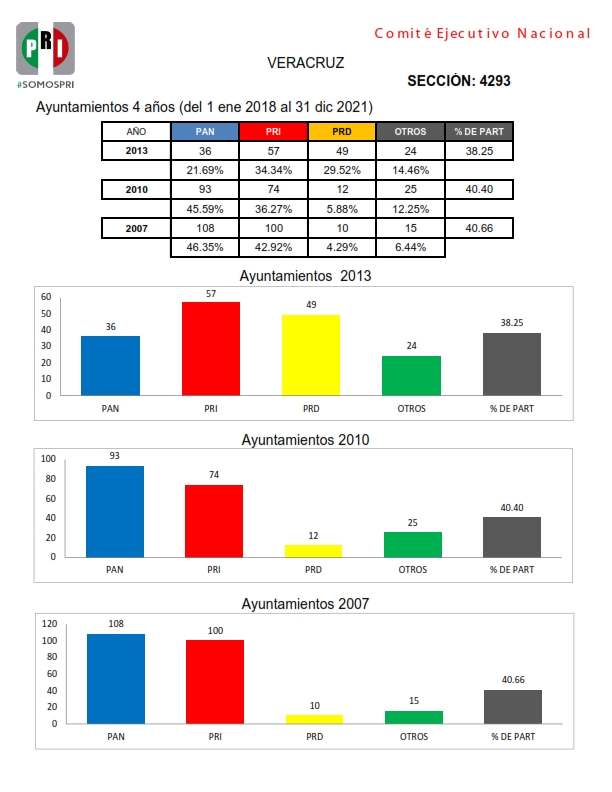 Comité Ejecutivo Nacional
PRI
#SOMOSPRI
VERACRUZ
SECCIÓN: 4293
Ayuntamientos 4 años (del 1 ene 2018 al 31 dic 2021)
AÑO PAN PRI PRD OTROS % DE PART
2013 36 57 49 24 38.25
21.69% 34.34% 29.52% 14.46%
2010 93 74 12 25 40.40
45.59% 36.27% 5.88% 12.25%
2007 108 100 10 15 40.66
46.35% 42.92% 4.29% 6.44%
Ayuntamientos 2013
60
50
40
30
20
10
0
36 57 49 24 38.25
PAN PRI PRD OTROS % DE PART
Ayuntamientos 2010
100
80
60
40
20
0
93 74 12 25 40.40
PAN PRI PRD OTROS % DE PART
Ayuntamientos 2007
120
100
80
60
40
20
0
108 100 10 15 40.66
PAN PRI PRD OTROS % DE PART